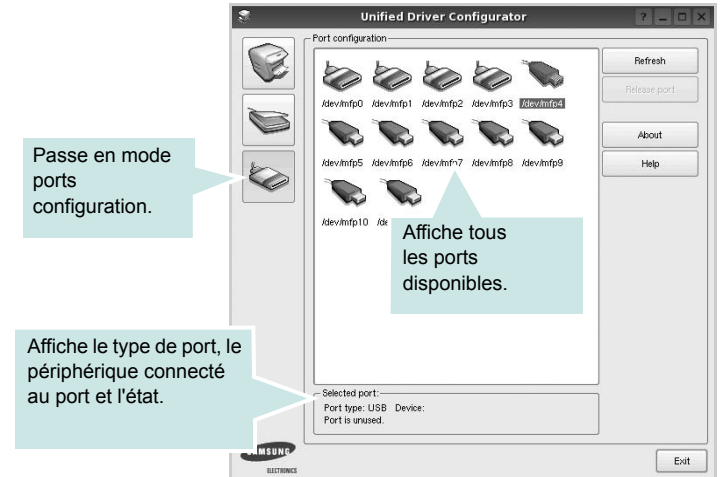 Unified Driver Configurator
Port configuration
/dev/mfp0 /dev/mfp1 /dev/mfp2 /dev/mfp3 /dev/mfp4
/dev/mfp5 /dev/mfp6 /dev/mfp7 /dev/mfp8 /dev/mfp9
/dev/mfp10
Refresh
Release port
About
Help
Passe en mode
ports
configuration.
Affiche tous
les ports
disponibles.
Affiche le type de port, le
périphérique connecté
au port et l'état.
Selected port:
Port type: USB Device:
Port is unused.
SAMSUNG
ELECTRONICS
Exit